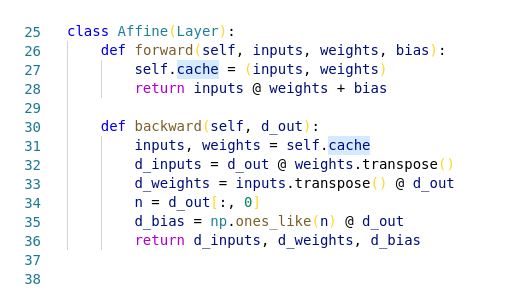 25 class Affine(Layer):
26     def forward(self, inputs, weights, bias):
27         self.cache = (inputs, weights)
28         return inputs @ weights + bias
29
30     def backward(self, d_out):
31         inputs, weights = self.cache
32         d_inputs = d_out @ weights.transpose()
33         d_weights = inputs.transpose() @ d_out
34         n = d_out[:, 0]
35         d_bias = np.ones_like(n) @ d_out
36         return d_inputs, d_weights, d_bias
37
38